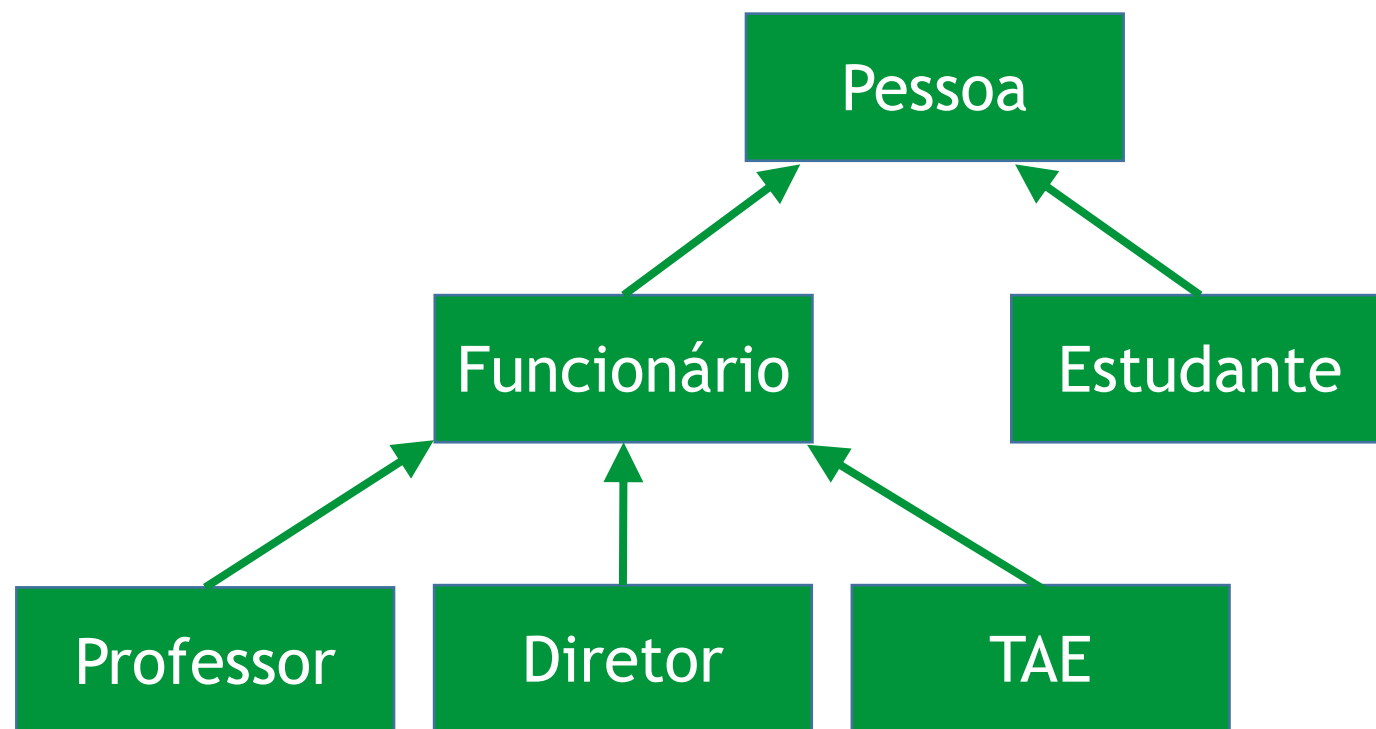 Pessoa
Funcionário
Estudante
Professor
Diretor
TAE